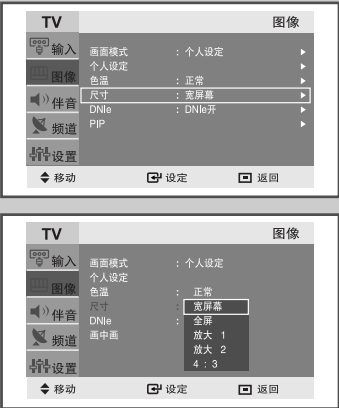 TV 图像
输入 画面模式 : 个人设定
个人设定
图像 色温 : 正常
尺寸 : 宽屏幕
伴音 DNIe : DNIe开
PIP
频道
设置
移动 设定 返回
TV 图像
输入 画面模式 : 个人设定
个人设定
图像 色温 : 正常
尺寸 : 宽屏幕
伴音 DNIe : 全屏
画中画 放大 1
频道 放大 2
4 : 3
设置
移动 设定 返回